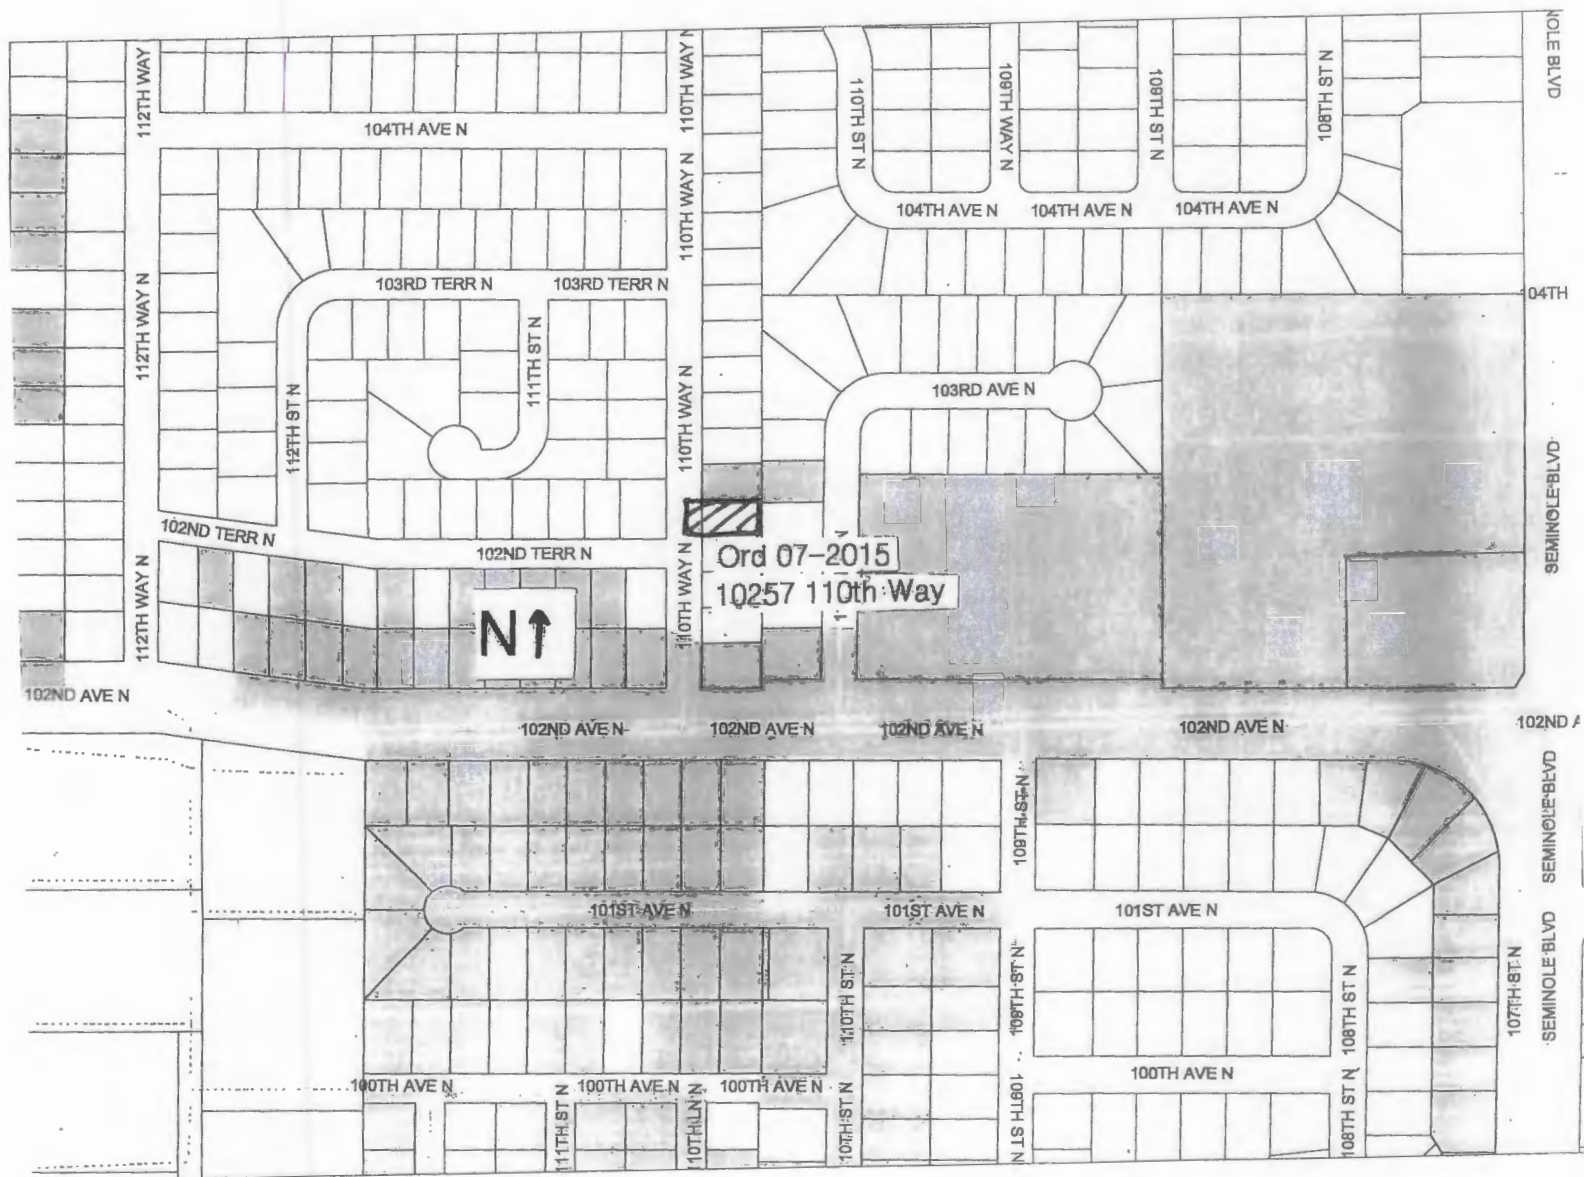 112TH WAY
110TH WAY N
110TH ST N
109TH WAY N
109TH ST N
108TH ST N
OLE BLVD
104TH AVE N
110TH WAY N
104TH AVE N
104TH AVE N
104TH AVE N
112TH WAY N
103RD TERR N
103RD TERR N
04TH
112TH ST N
111TH ST N
110TH WAY N
103RD AVE N
SEMINOLE BLVD
102ND TERR N
102ND TERR N
Ord 07-2015
10257 110th Way
112TH WAY N
N
110TH WAY N
102ND AVE N
102ND AVE N
102ND AVE N
102ND AVE N
102ND AVE N
102ND A
109TH ST N
SEMINOLE BLVD
101ST AVE N
101ST AVE N
101ST AVE N
110TH ST N
109TH ST N
108TH ST N
107TH ST N
SEMINOLE BLVD
100TH AVE N
100TH AVE N
100TH AVE N
100TH AVE N
111TH ST N
110TH LN N
110TH ST N
109TH ST N
108TH ST N